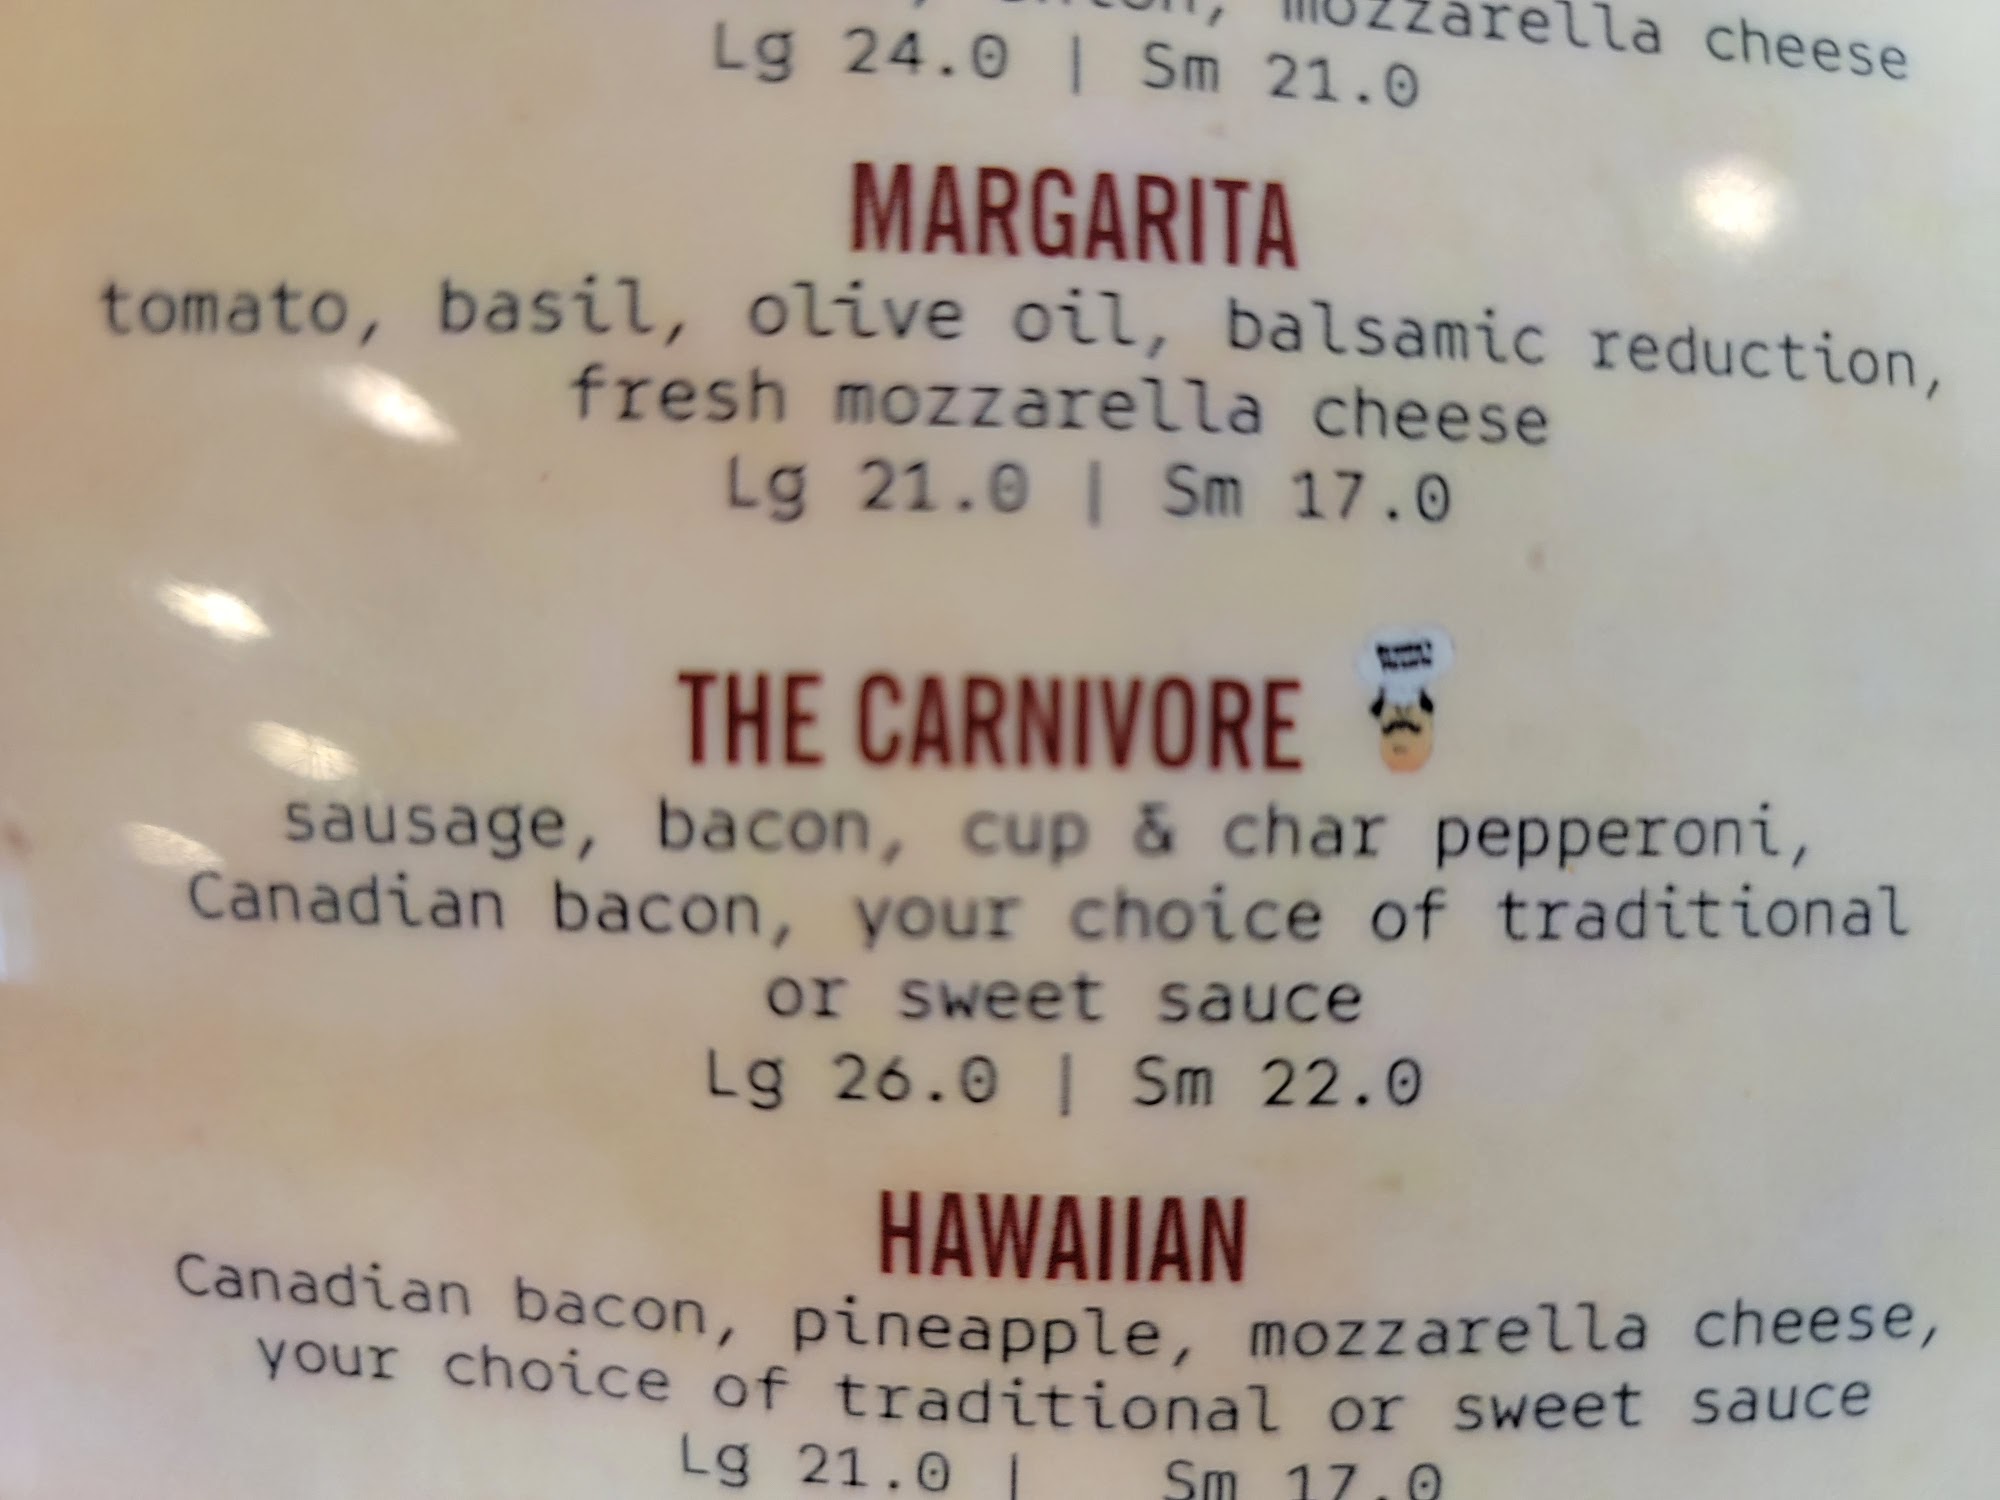 mozzarella cheese
Lg 24.0 | Sm 21.0
MARGARITA
tomato, basil, olive oil, balsamic reduction,
fresh mozzarella cheese
Lg 21.0 | Sm 17.0
THE CARNIVORE
sausage, bacon, cup & char pepperoni,
Canadian bacon, your choice of traditional
or sweet sauce
Lg 26.0 | Sm 22.0
HAWAIIAN
Canadian bacon, pineapple, mozzarella cheese,
your choice of traditional or sweet sauce
Lg 21.0 | Sm 17.0